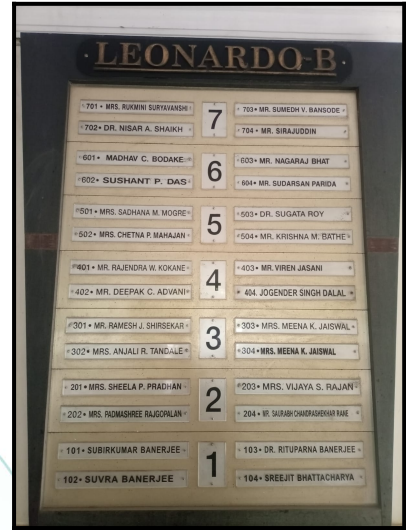 LEONARDO-B
701 • MRS. RUKMINI SURYAVANSHI
702 • DR. NISAR A. SHAIKH
7
703 • MR. SUMEDH V. BANSODE
704 • MR. SIRAJUDDIN
601 • MADHAV C. BODAKE
602 • SUSHANT P. DAS
6
603 • MR. NAGARAJ BHAT
604 • MR. SUDARSAN PARIDA
501 • MRS. SADHANA M. MOGRE
502 • MRS. CHETNA P. MAHAJAN
5
503 • DR. SUGATA ROY
504 • MR. KRISHNA M. BATHE
401 • MR. RAJENDRA W. KOKANE
402 • MR. DEEPAK C. ADVANI
4
403 • MR. VIREN JASANI
404. JOGENDER SINGH DALAL
301 • MR. RAMESH J. SHIRSEKAR
302 • MRS. ANJALI R. TANDALE
3
303 • MRS. MEENA K. JAISWAL
304 • MRS. MEENA K. JAISWAL
201 • MRS. SHEELA P. PRADHAN
202 • MRS. PADMASHREE RAJGOPALAN
2
203 • MRS. VIJAYA S. RAJAN
204 • MR. SAURABH CHANDRASHEKHAR RANE
101 • SUBIRKUMAR BANERJEE
102 • SUVRA BANERJEE
1
103 • DR. RITUPARNA BANERJEE
104 • SREEJIT BHATTACHARYA